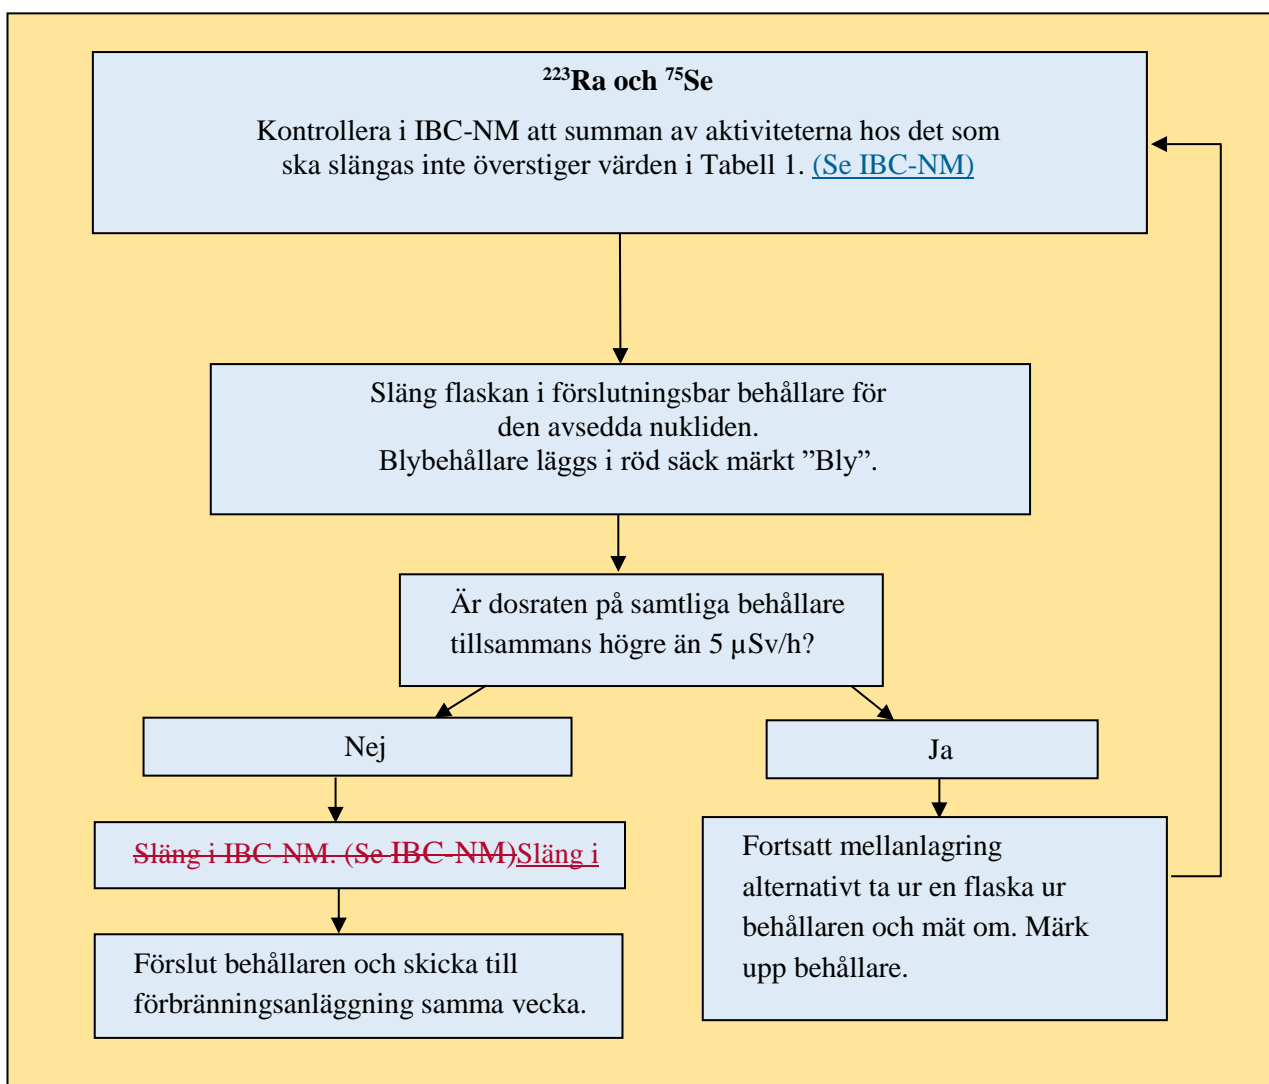 ²²³Ra och ⁷⁵Se
Kontrollera i IBC-NM att summan av aktiviteterna hos det som
ska slängas inte överstiger värden i Tabell 1. (Se IBC-NM)
Släng flaskan i förslutningsbar behållare för
den avsedda nukliden.
Blybehållare läggs i röd säck märkt ”Bly”.
Är dosraten på samtliga behållare
tillsammans högre än 5 µSv/h?
Nej
Ja
Släng i IBC-NM. (Se IBC-NM)Släng i
Fortsatt mellanlagring
alternativt ta ur en flaska ur
behållaren och mät om. Märk
upp behållare.
Förslut behållaren och skicka till
förbränningsanläggning samma vecka.